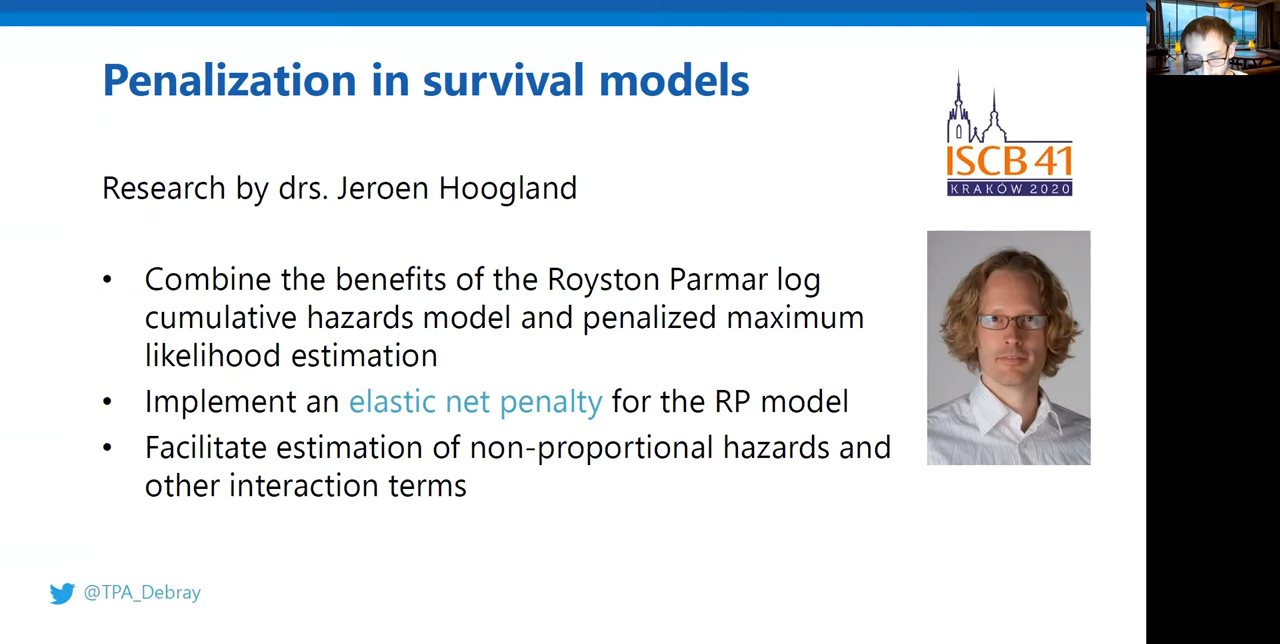 Penalization in survival models
ISCB 41
KRAKÓW 2020
Research by drs. Jeroen Hoogland
• Combine the benefits of the Royston Parmar log
cumulative hazards model and penalized maximum
likelihood estimation
• Implement an elastic net penalty for the RP model
• Facilitate estimation of non-proportional hazards and
other interaction terms
@TPA_Debray